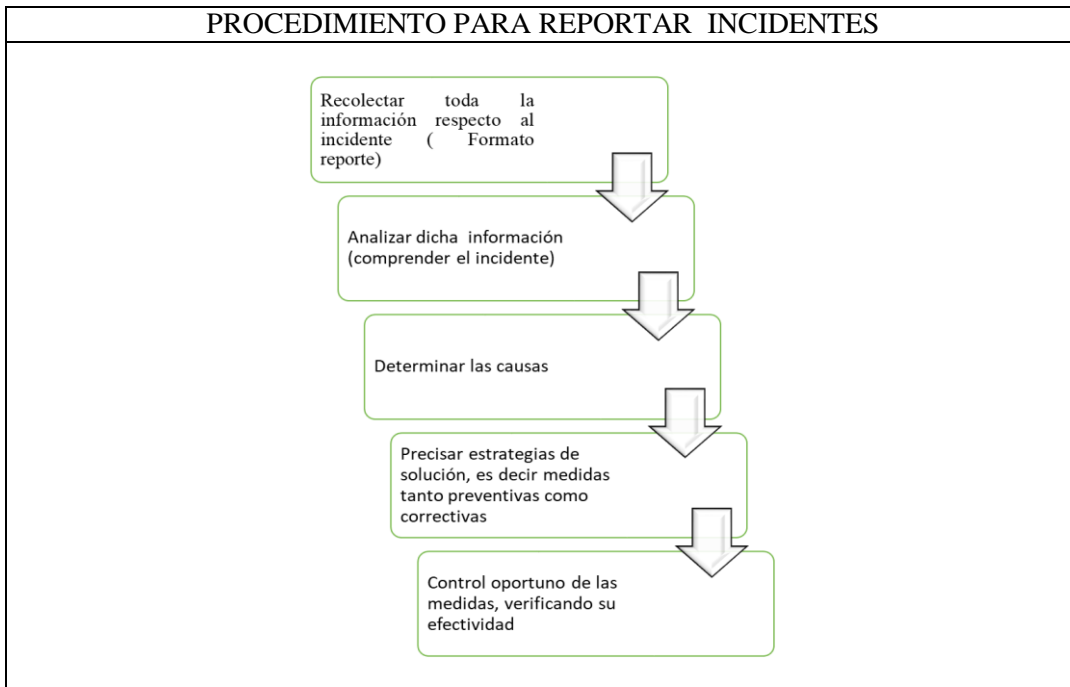 PROCEDIMIENTO PARA REPORTAR INCIDENTES
Recolectar toda la
información respecto al
incidente ( Formato
reporte)
Analizar dicha información
(comprender el incidente)
Determinar las causas
Precisar estrategias de
solución, es decir medidas
tanto preventivas como
correctivas
Control oportuno de las
medidas, verificando su
efectividad